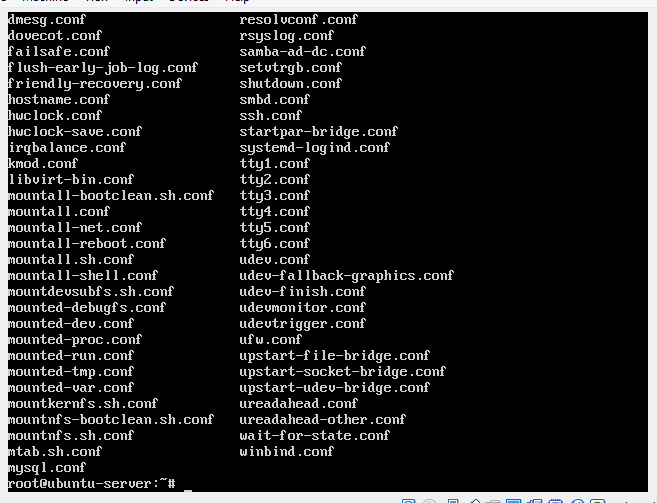 dmesg.conf resolvconf.conf
dovecot.conf rsyslog.conf
failsafe.conf samba-ad-dc.conf
flush-early-job-log.conf setvtrgb.conf
friendly-recovery.conf shutdown.conf
hostname.conf smbd.conf
hwclock.conf ssh.conf
hwclock-save.conf startpar-bridge.conf
irqbalance.conf systemd-logind.conf
kmod.conf tty1.conf
libvirt-bin.conf tty2.conf
mountall-bootclean.sh.conf tty3.conf
mountall.conf tty4.conf
mountall-net.conf tty5.conf
mountall-reboot.conf tty6.conf
mountall.sh.conf udev.conf
mountall-shell.conf udev-fallback-graphics.conf
mountdevsubfs.sh.conf udev-finish.conf
mounted-debugfs.conf udevmonitor.conf
mounted-dev.conf udevtrigger.conf
mounted-proc.conf ufw.conf
mounted-run.conf upstart-file-bridge.conf
mounted-tmp.conf upstart-socket-bridge.conf
mounted-var.conf upstart-udev-bridge.conf
mountkernfs.sh.conf ureadahead.conf
mountnfs-bootclean.sh.conf ureadahead-other.conf
mountnfs.sh.conf wait-for-state.conf
mtab.sh.conf winbind.conf
mysql.conf
root@ubuntu-server:~# _